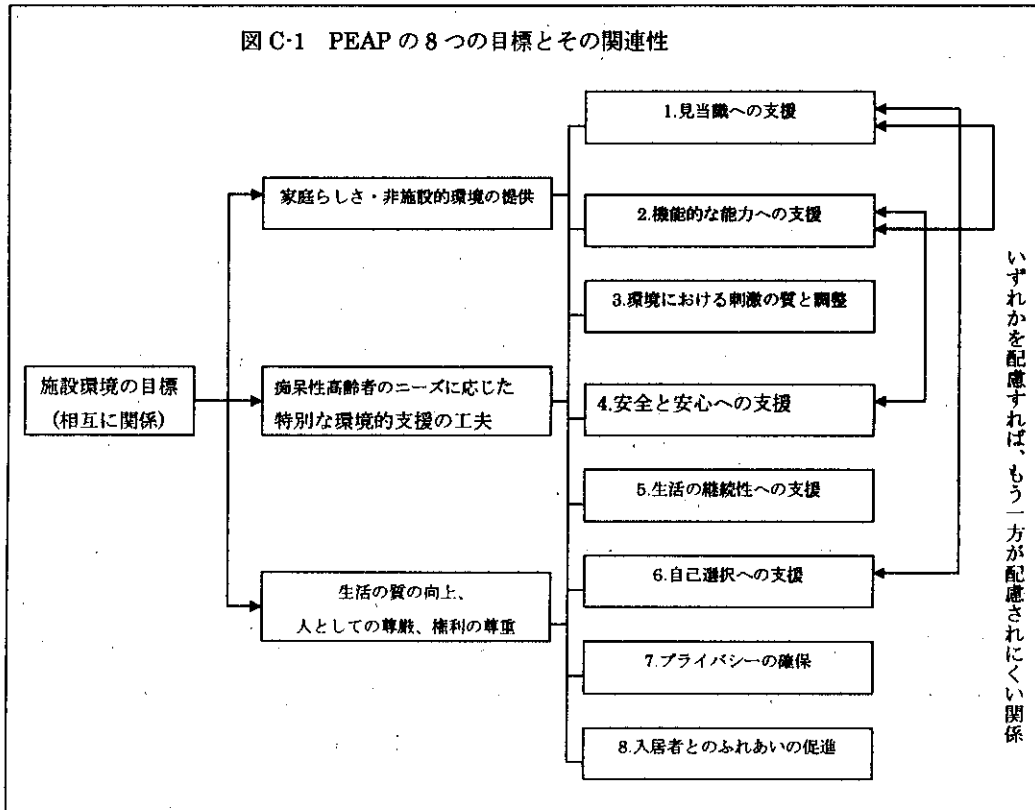 図 C-1 PEAP の 8 つの目標とその関連性
施設環境の目標
(相互に関係)
家庭らしさ・非施設的環境の提供
痴呆性高齢者のニーズに応じた
特別な環境的支援の工夫
生活の質の向上、
人としての尊厳、権利の尊重
1.見当識への支援
2.機能的な能力への支援
3.環境における刺激の質と調整
4.安全と安心への支援
5.生活の継続性への支援
6.自己選択への支援
7.プライバシーの確保
8.入居者とのふれあいの促進
いずれかを配慮すれば、もう一方が配慮されにくい関係